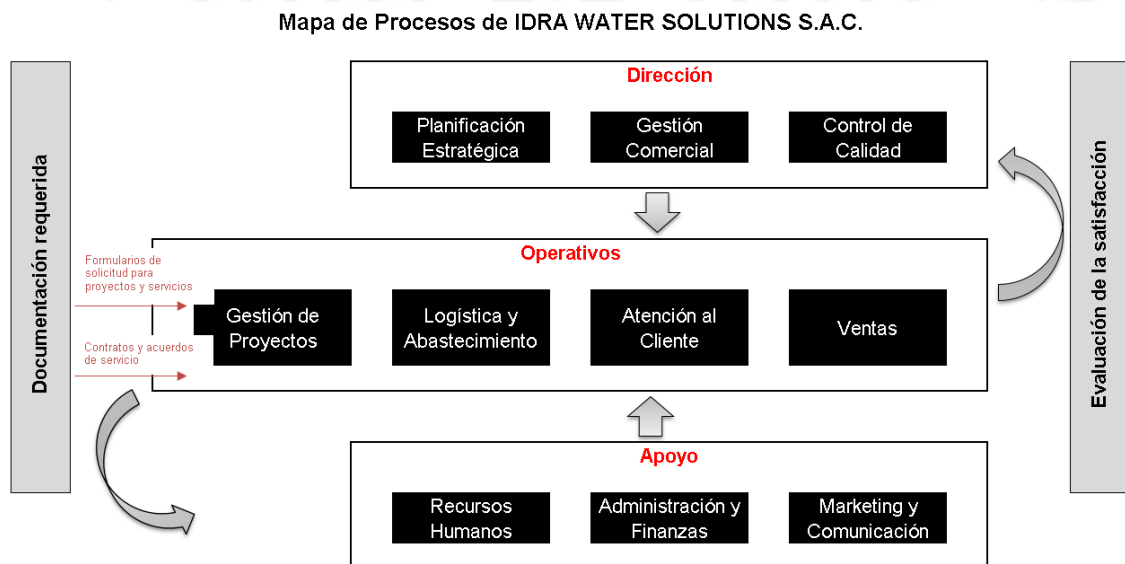 Mapa de Procesos de IDRA WATER SOLUTIONS S.A.C.
Documentación requerida
Dirección
Planificación
Estratégica
Gestión
Comercial
Control de
Calidad
Operativos
Formularios de
solicitud para
proyectos y servicios
Contratos y acuerdos
de servicio
Gestión de
Proyectos
Logística y
Abastecimiento
Atención al
Cliente
Ventas
Apoyo
Recursos
Humanos
Administración y
Finanzas
Marketing y
Comunicación
Evaluación de la satisfacción